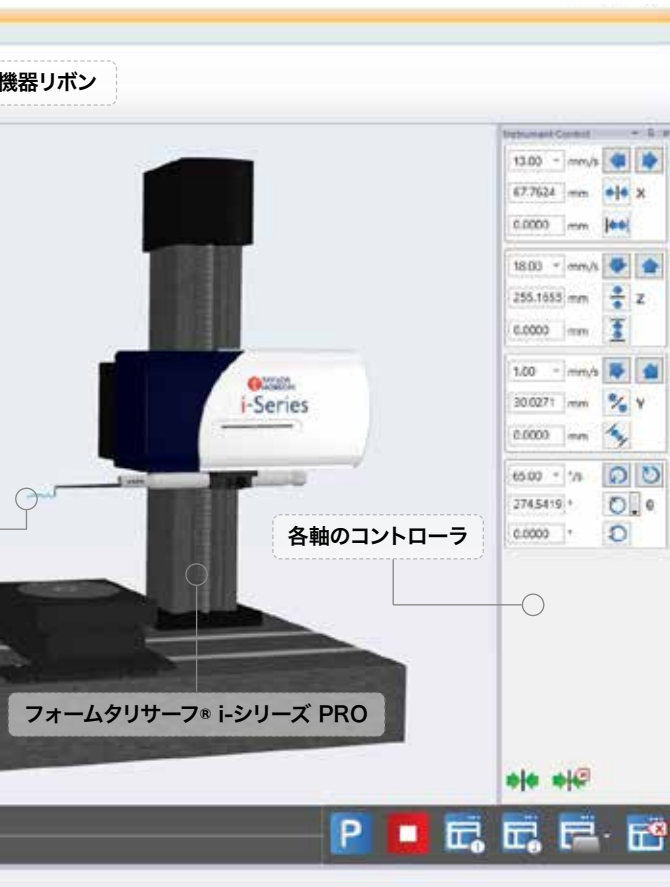 機器リボン
Instrument Control
13.00 mm/s
67.7624 mm X
0.0000 mm
18.00 mm/s
255.1655 mm Z
0.0000 mm
1.00 mm/s
30.0271 mm Y
0.0000 mm
65.00 °/s
274.5419 ° θ
0.0000 °
TAYLOR HOBSON
i-Series
各軸のコントローラ
フォームタリサーフ® i-シリーズ PRO
P